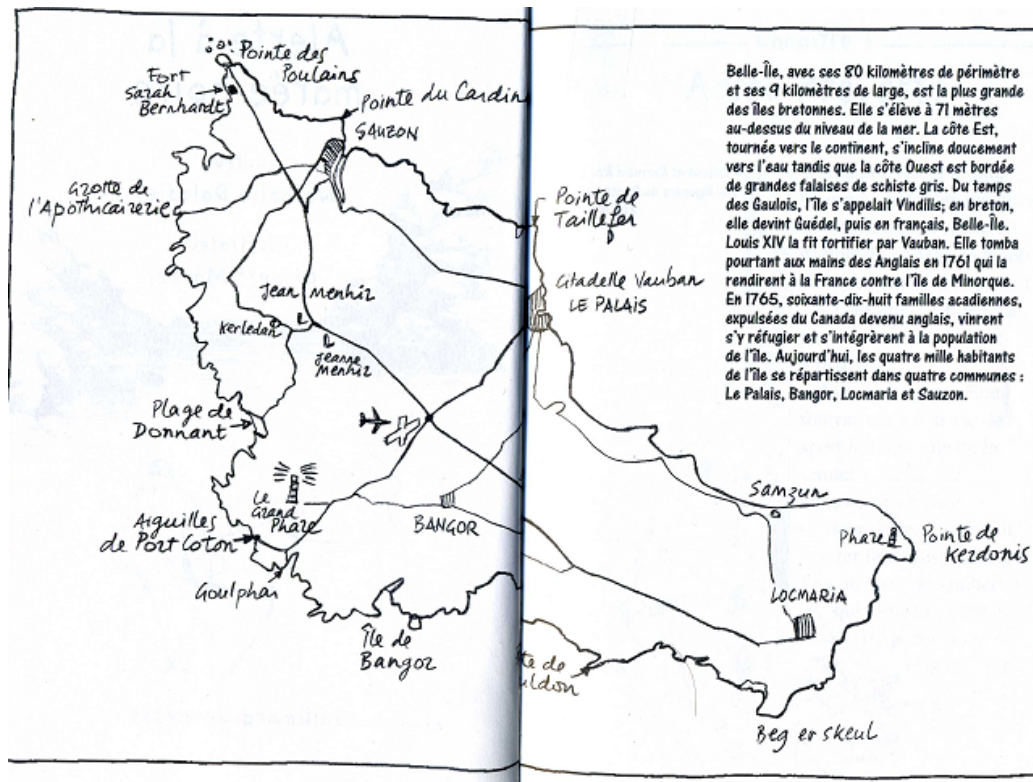 Pointe des
Poulains
Fort
Sarah
Bernhardt
Pointe du Cardin
SAUZON
Grotte de
l'Apothicairerie
Jean Menhir
Kerledan
Jeanne
Menhir
Plage de
Donnant
Le
Grand
Phare
BANGOR
Aiguilles
de Port Coton
Goulphar
Île de
Bangor
Belle-Île, avec ses 80 kilomètres de périmètre
et ses 9 kilomètres de large, est la plus grande
des îles bretonnes. Elle s'élève à 71 mètres
au-dessus du niveau de la mer. La côte Est,
tournée vers le continent, s'incline doucement
vers l'eau tandis que la côte Ouest est bordée
de grandes falaises de schiste gris. Du temps
des Gaulois, l'île s'appelait Vindilis; en breton,
elle devint Guédel, puis en français, Belle-Île.
Louis XIV la fit fortifier par Vauban. Elle tomba
pourtant aux mains des Anglais en 1761 qui la
rendirent à la France contre l'île de Minorque.
En 1765, soixante-dix-huit familles acadiennes,
expulsées du Canada devenu anglais, vinrent
s'y réfugier et s'intégrèrent à la population
de l'île. Aujourd'hui, les quatre mille habitants
de l'île se répartissent dans quatre communes :
Le Palais, Bangor, Locmaria et Sauzon.
Pointe de
Taillefer
Citadelle Vauban
LE PALAIS
Samzun
Phare
Pointe de
Kerdonis
LOCMARIA
te de
uldon
Beg er skeul